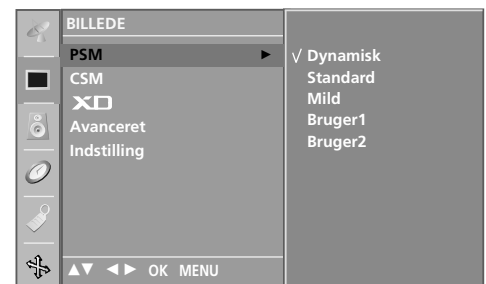 BILLEDE
PSM ►
CSM
XD
Avanceret
Indstilling
▲▼ ◄► OK MENU
√ Dynamisk
Standard
Mild
Bruger1
Bruger2